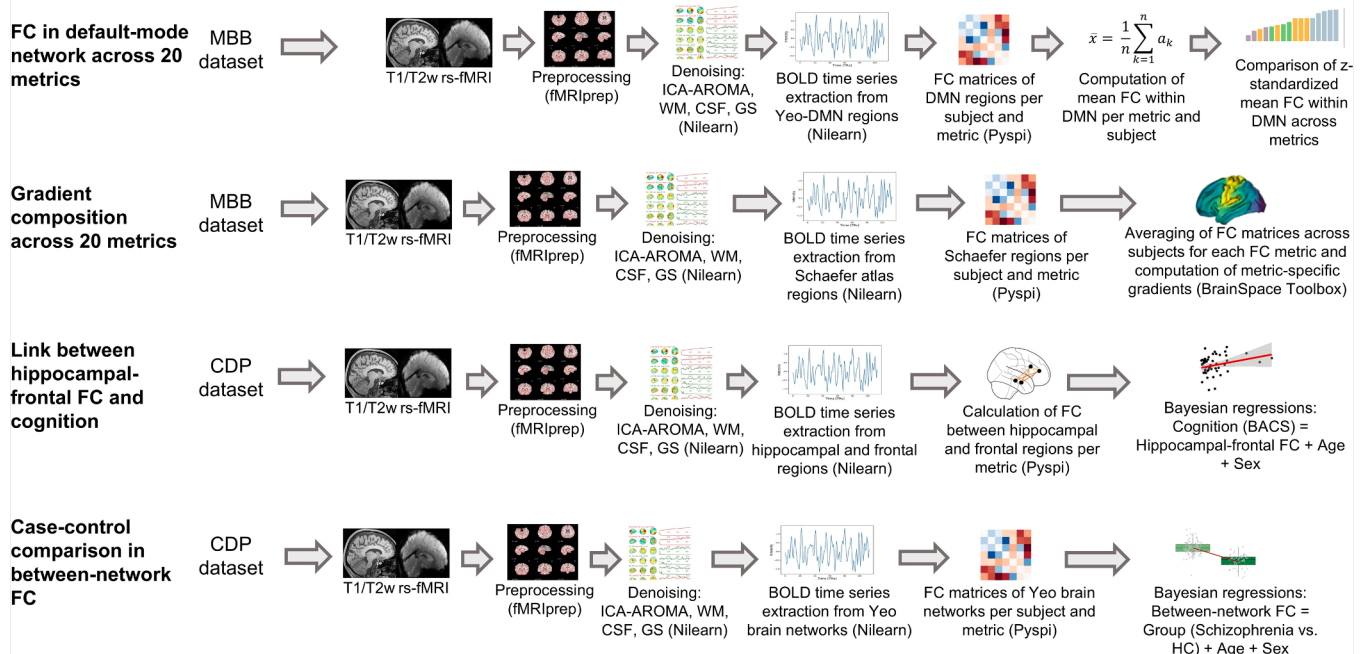 FC in default-mode
network across 20
metrics
MBB
dataset
T1/T2w rs-fMRI
Preprocessing
(fMRIprep)
Denoising:
ICA-AROMA,
WM, CSF, GS
(Nilearn)
BOLD time series
extraction from
Yeo-DMN regions
(Nilearn)
FC matrices of
DMN regions per
subject and
metric (Pyspi)
x̄ = 1/n ∑ₖ₌₁ⁿ aₖ
Computation of
mean FC within
DMN per metric and
subject
Comparison of z-
standardized
mean FC within
DMN across
metrics
Gradient
composition
across 20 metrics
MBB
dataset
T1/T2w rs-fMRI
Preprocessing
(fMRIprep)
Denoising:
ICA-AROMA, WM,
CSF, GS (Nilearn)
BOLD time series
extraction from
Schaefer atlas
regions (Nilearn)
FC matrices of
Schaefer regions per
subject and metric
(Pyspi)
Averaging of FC matrices across
subjects for each FC metric and
computation of metric-specific
gradients (BrainSpace Toolbox)
Link between
hippocampal-
frontal FC and
cognition
CDP
dataset
T1/T2w rs-fMRI
Preprocessing
(fMRIprep)
Denoising:
ICA-AROMA, WM,
CSF, GS (Nilearn)
BOLD time series
extraction from
hippocampal and frontal
regions (Nilearn)
Calculation of FC
between hippocampal
and frontal regions per
metric (Pyspi)
Bayesian regressions:
Cognition (BACS) =
Hippocampal-frontal FC + Age
+ Sex
Case-control
comparison in
between-network
FC
CDP
dataset
T1/T2w rs-fMRI
Preprocessing
(fMRIprep)
Denoising:
ICA-AROMA, WM,
CSF, GS (Nilearn)
BOLD time series
extraction from Yeo
brain networks (Nilearn)
FC matrices of Yeo brain
networks per subject and
metric (Pyspi)
Bayesian regressions:
Between-network FC =
Group (Schizophrenia vs.
HC) + Age + Sex